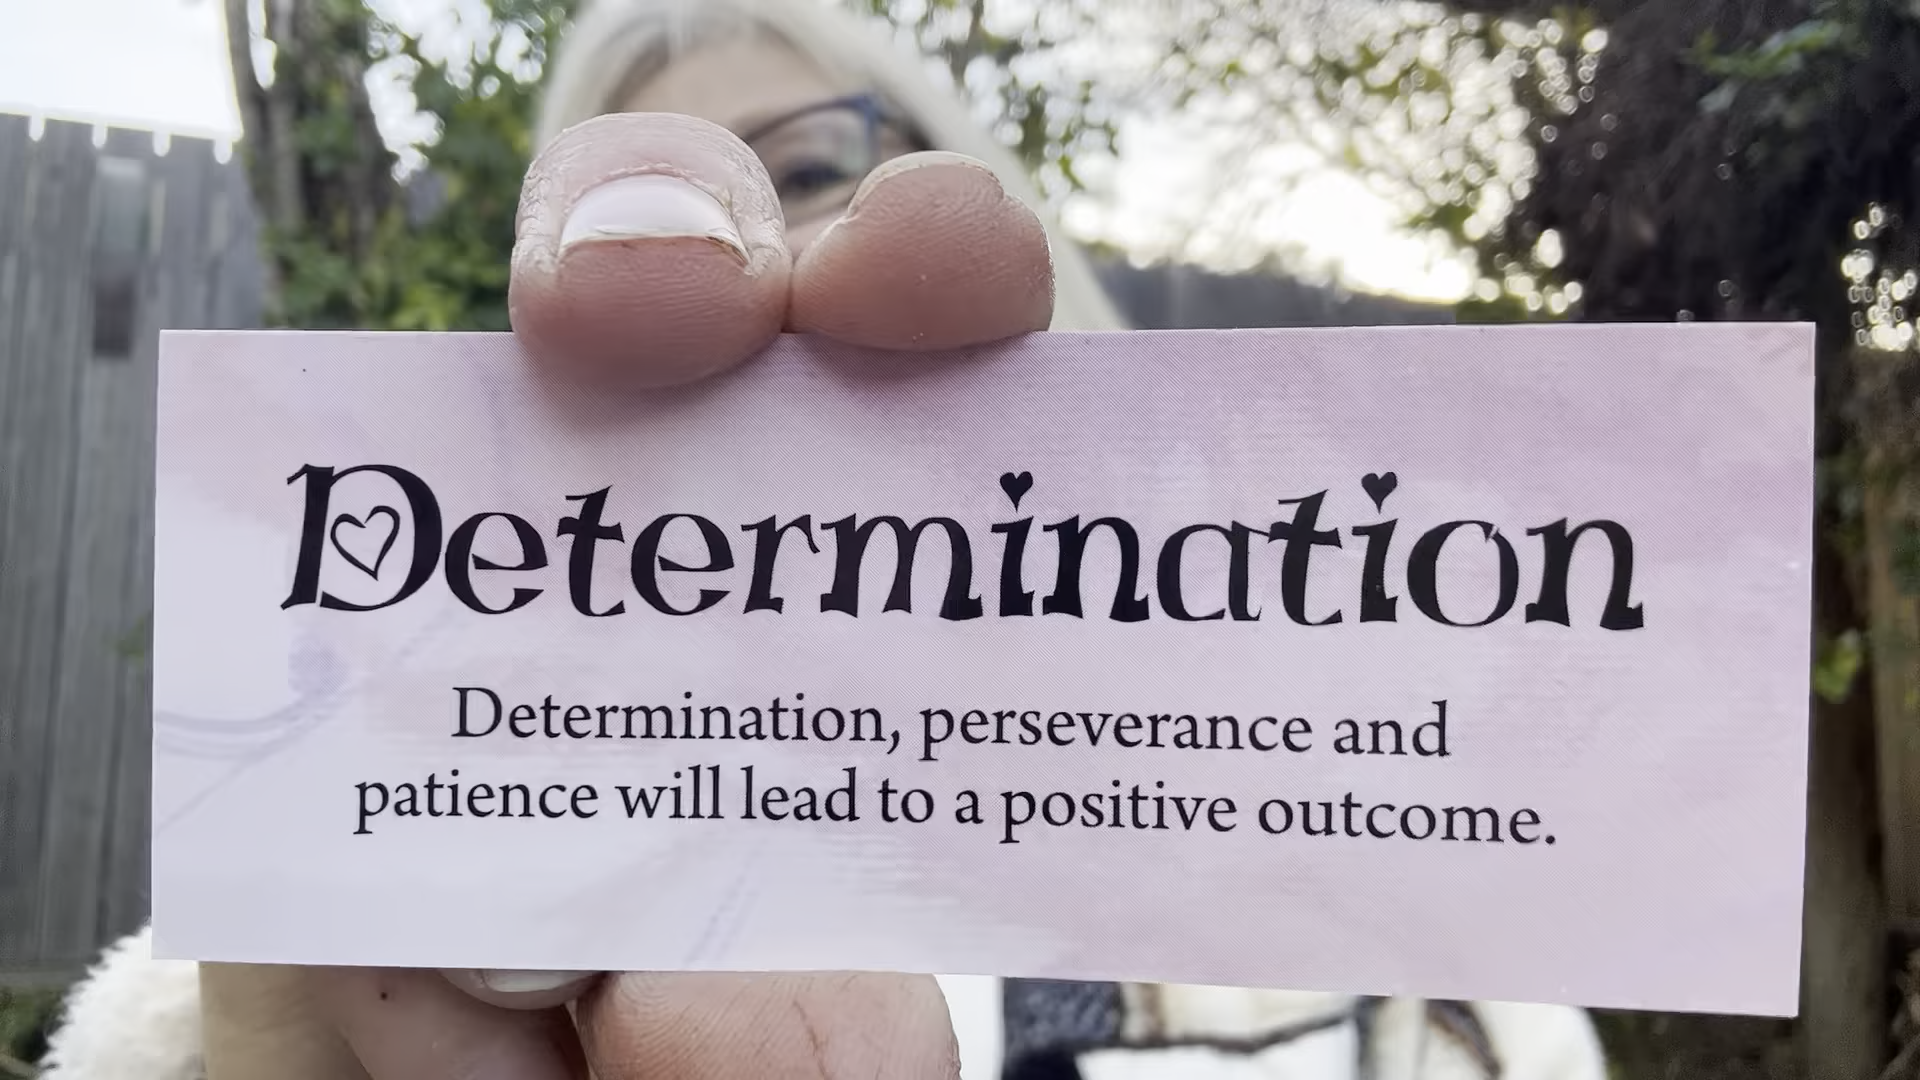 Determination
Determination, perseverance and
patience will lead to a positive outcome.